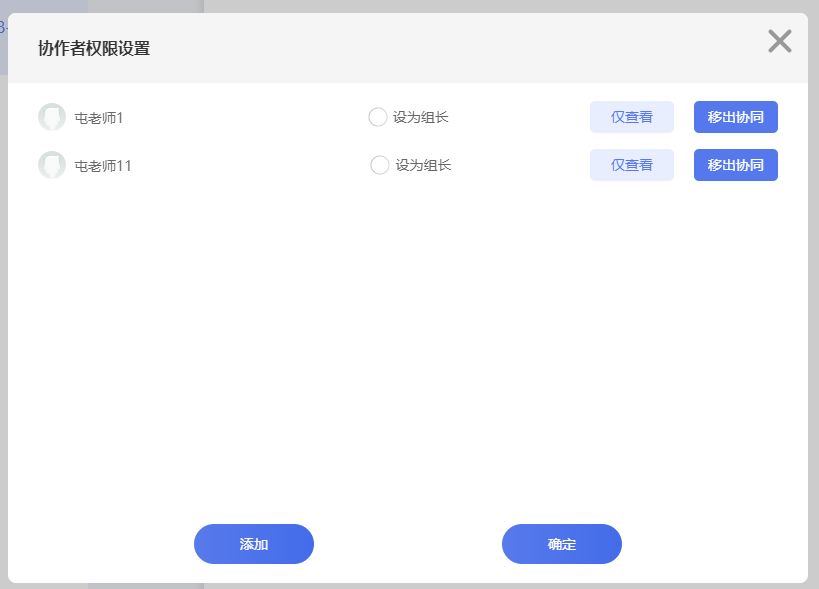 协作者权限设置
屯老师1 设为组长 仅查看 移出协同
屯老师11 设为组长 仅查看 移出协同
添加 确定